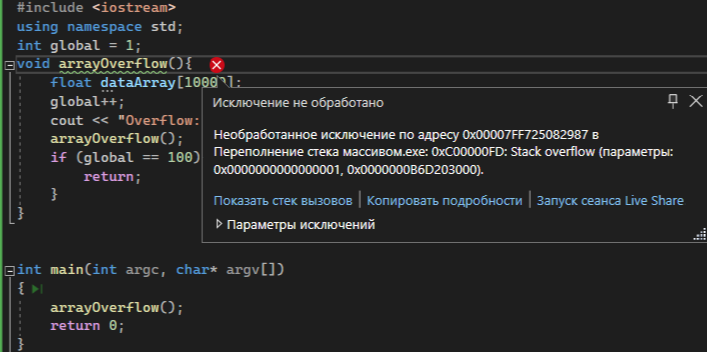 #include <iostream>
using namespace std;
int global = 1;
void arrayOverflow(){
float dataArray[1000];
global++;
cout << "Overflow:
arrayOverflow();
if (global == 100)
return;
}
}
Исключение не обработано
Необработанное исключение по адресу 0x00007FF725082987 в
Переполнение стека массивом.exe: 0xC00000FD: Stack overflow (параметры:
0x0000000000000001, 0x0000000B6D203000).
Показать стек вызовов | Копировать подробности | Запуск сеанса Live Share
Параметры исключений
int main(int argc, char* argv[])
{
arrayOverflow();
return 0;
}